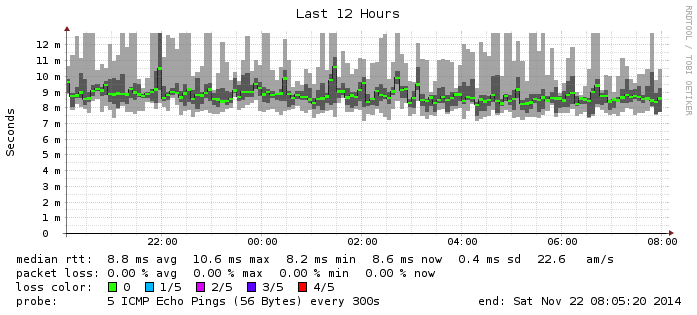 Last 12 Hours
RRDTOOL / TOBI OETIKER
Seconds
12 m
11 m
10 m
9 m
8 m
7 m
6 m
5 m
4 m
3 m
2 m
1 m
0
22:00 00:00 02:00 04:00 06:00 08:00
median rtt: 8.8 ms avg 10.6 ms max 8.2 ms min 8.6 ms now 0.4 ms sd 22.6 am/s
packet loss: 0.00 % avg 0.00 % max 0.00 % min 0.00 % now
loss color: 0 1/5 2/5 3/5 4/5
probe: 5 ICMP Echo Pings (56 Bytes) every 300s end: Sat Nov 22 08:05:20 2014